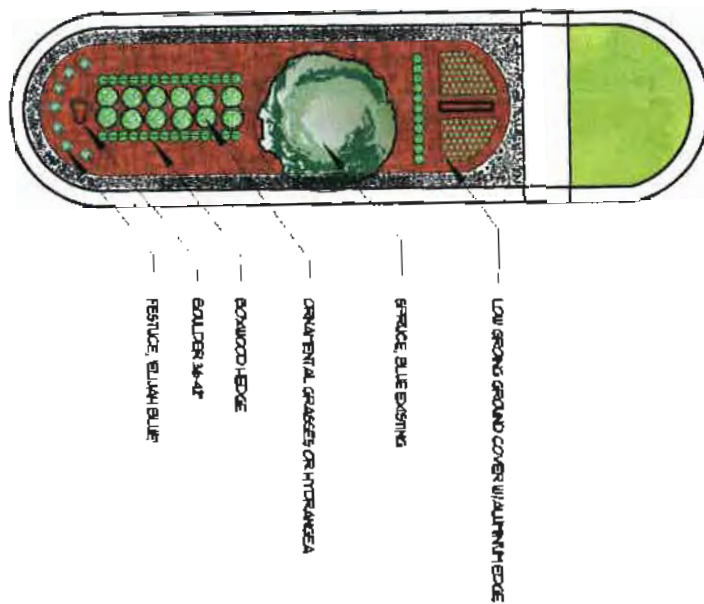 LOW GROING GROUND COVER W/ALUMINUM EDGE
SPRUCE, BLUE EXISTING
ORNAMENTAL GRASSES OR HYDRANGEA
BOXWOOD HEDGE
BOULDER 36-42"
FESTUCE, 'ELIJAH BLUE'